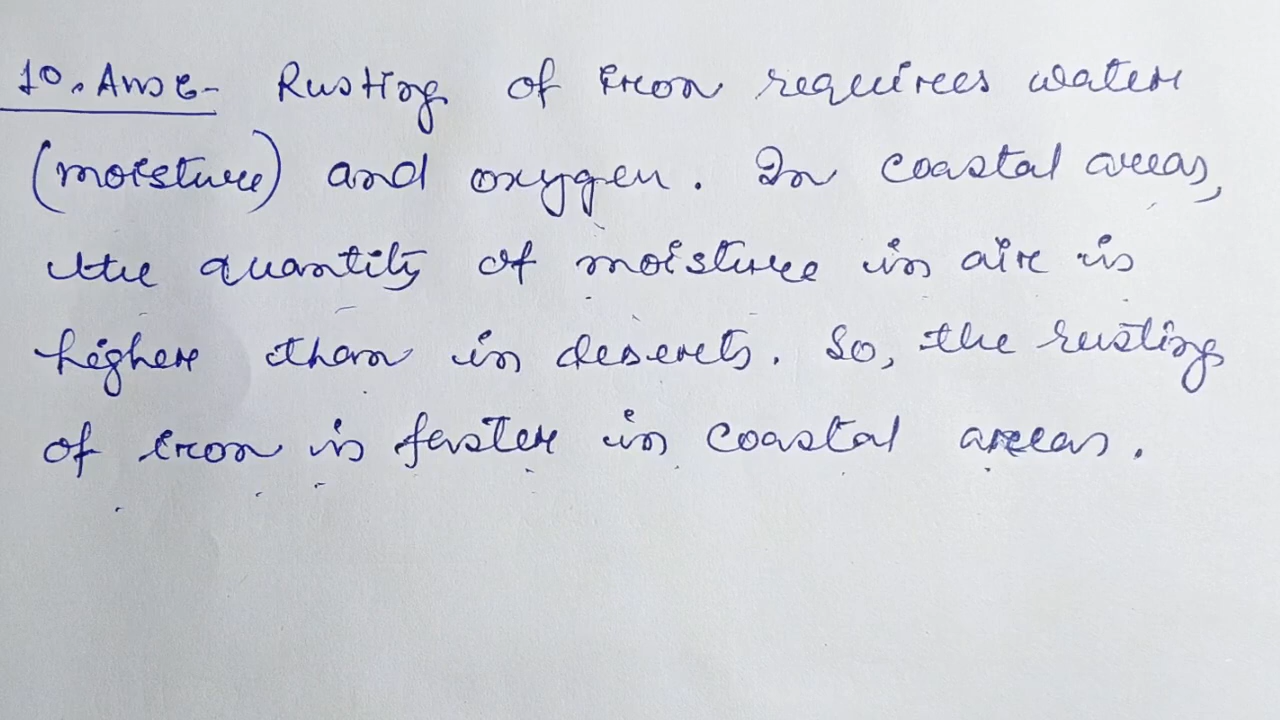 10. Ans:- Rusting of iron requires water
(moisture) and oxygen. In coastal areas,
the quantity of moisture in air is
higher than in deserts. So, the rusting
of iron is faster in coastal areas.